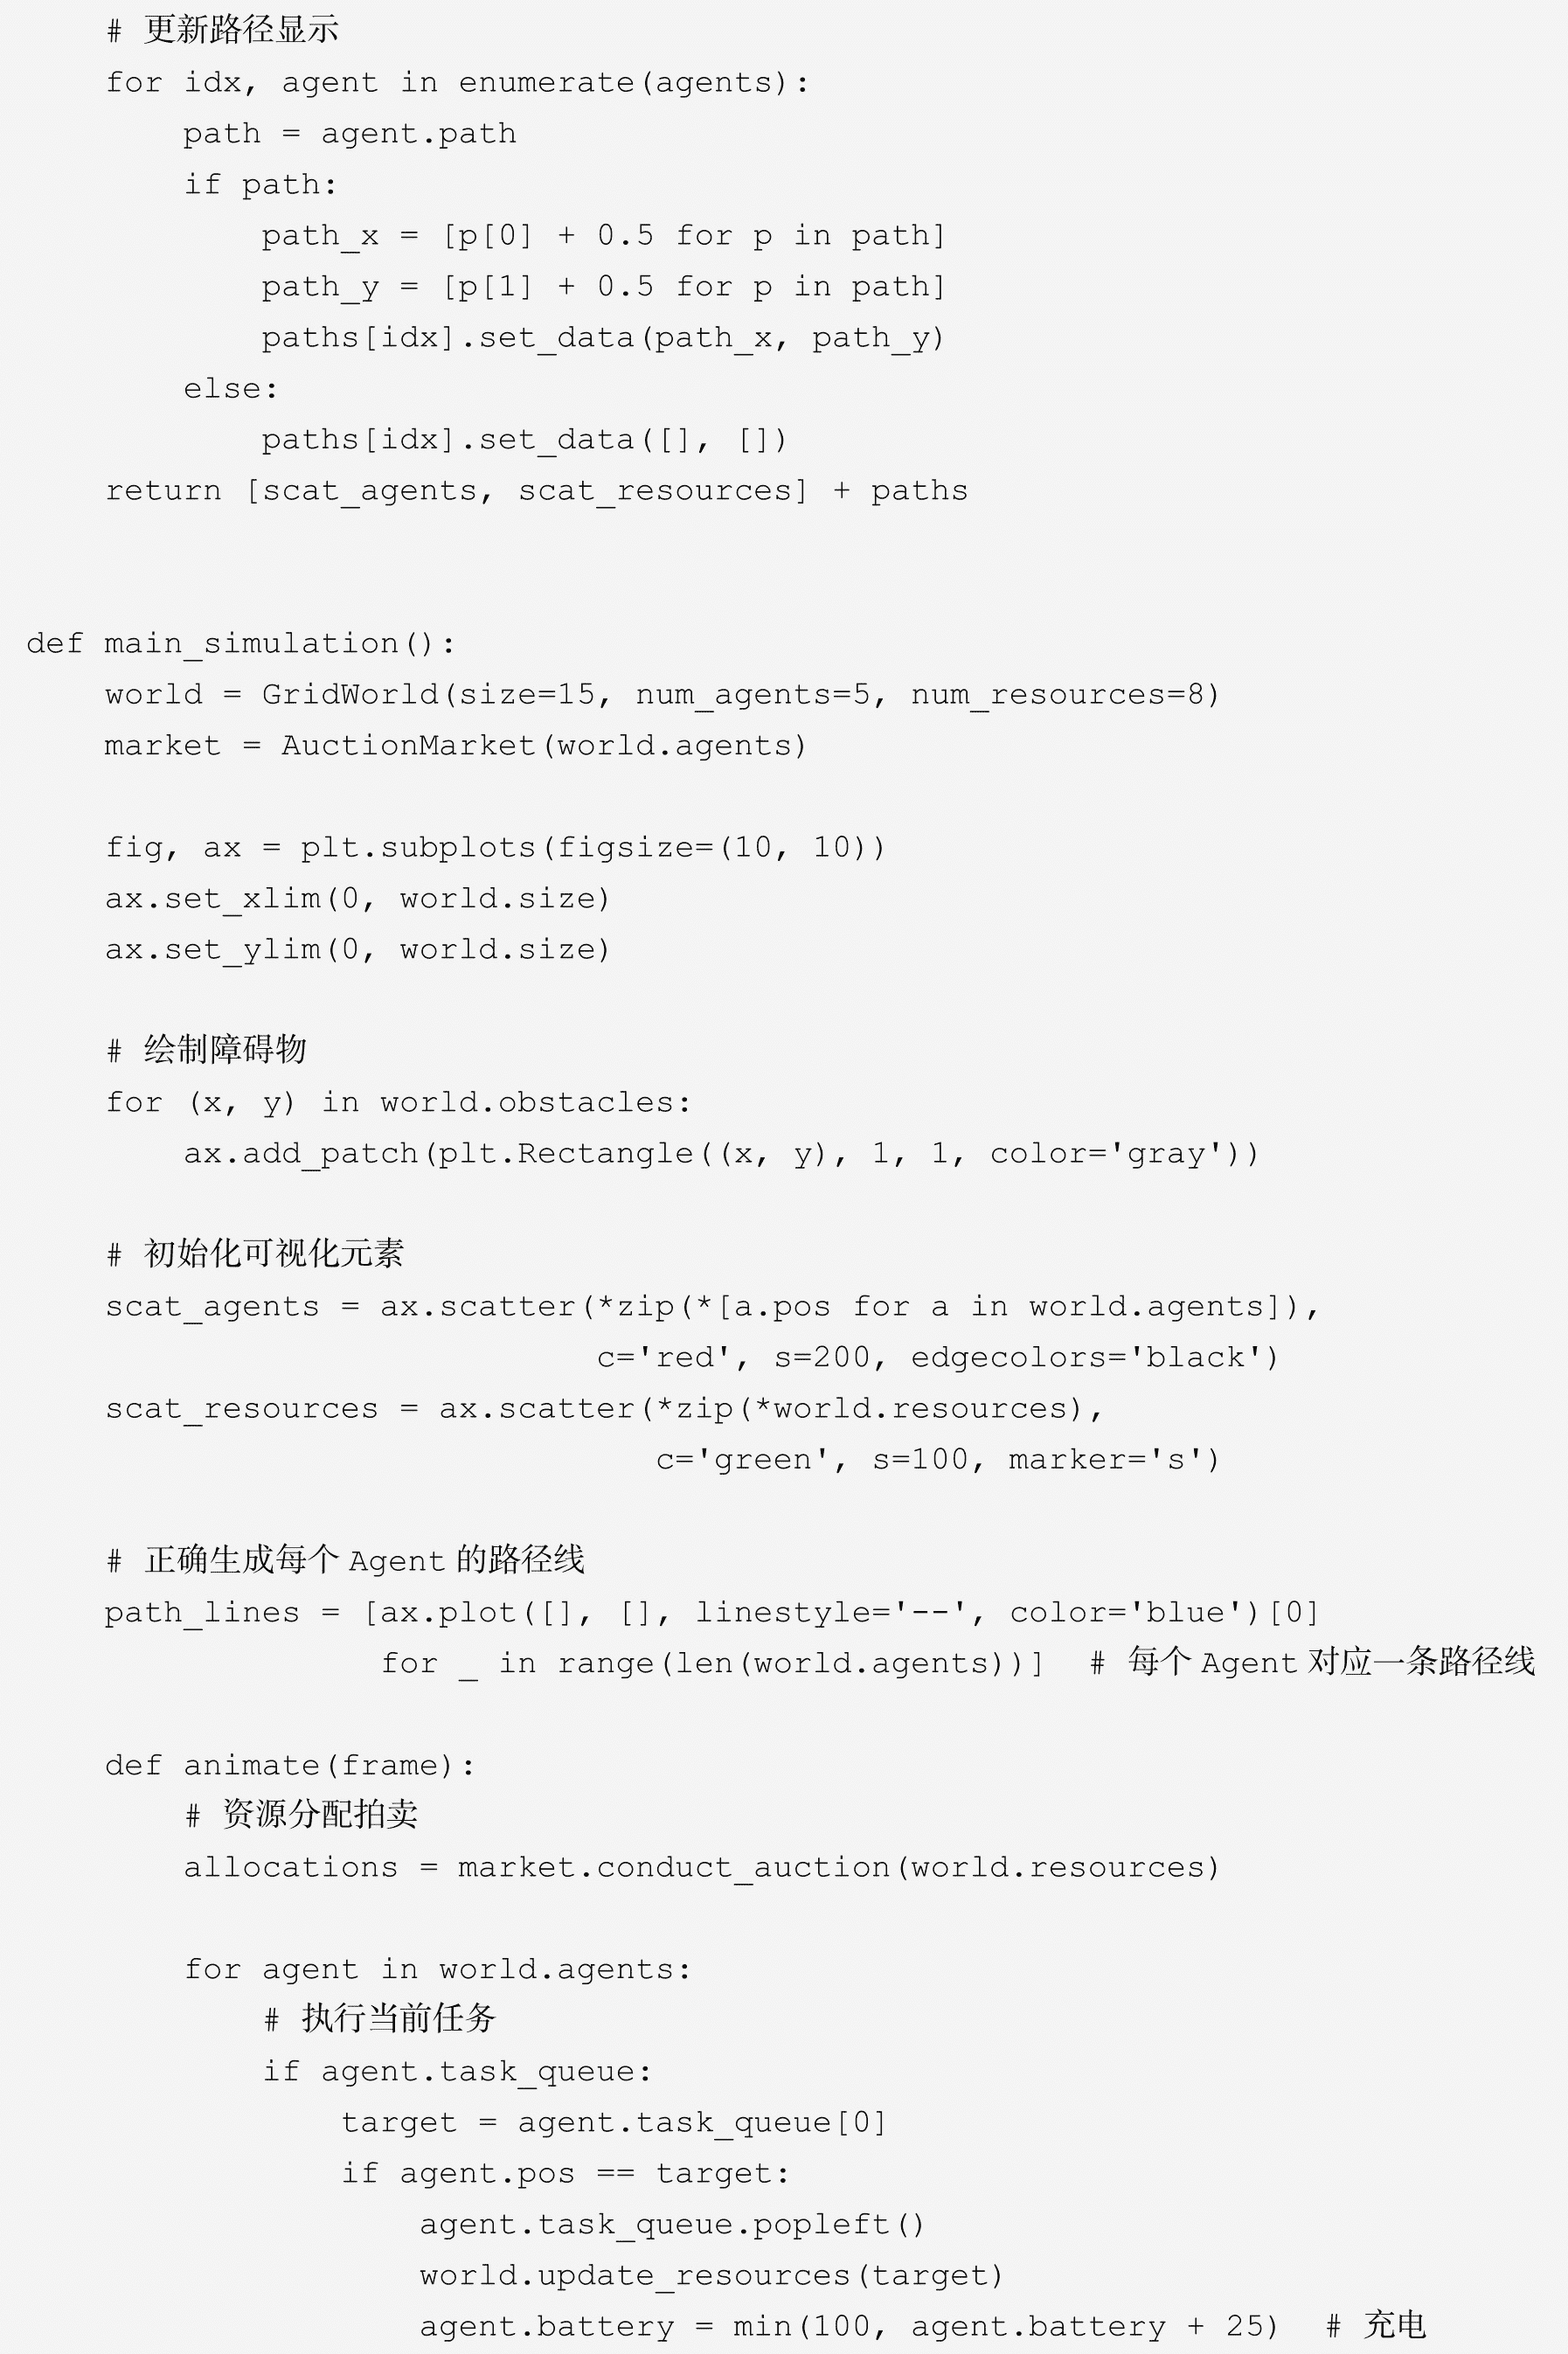 # 更新路径显示
for idx, agent in enumerate(agents):
path = agent.path
if path:
path_x = [p[0] + 0.5 for p in path]
path_y = [p[1] + 0.5 for p in path]
paths[idx].set_data(path_x, path_y)
else:
paths[idx].set_data([], [])
return [scat_agents, scat_resources] + paths
def main_simulation():
world = GridWorld(size=15, num_agents=5, num_resources=8)
market = AuctionMarket(world.agents)
fig, ax = plt.subplots(figsize=(10, 10))
ax.set_xlim(0, world.size)
ax.set_ylim(0, world.size)
# 绘制障碍物
for (x, y) in world.obstacles:
ax.add_patch(plt.Rectangle((x, y), 1, 1, color='gray'))
# 初始化可视化元素
scat_agents = ax.scatter(*zip(*[a.pos for a in world.agents]),
c='red', s=200, edgecolors='black')
scat_resources = ax.scatter(*zip(*world.resources),
c='green', s=100, marker='s')
# 正确生成每个 Agent 的路径线
path_lines = [ax.plot([], [], linestyle='--', color='blue')[0]
for _ in range(len(world.agents))]  # 每个 Agent 对应一条路径线
def animate(frame):
# 资源分配拍卖
allocations = market.conduct_auction(world.resources)
for agent in world.agents:
# 执行当前任务
if agent.task_queue:
target = agent.task_queue[0]
if agent.pos == target:
agent.task_queue.popleft()
world.update_resources(target)
agent.battery = min(100, agent.battery + 25)  # 充电